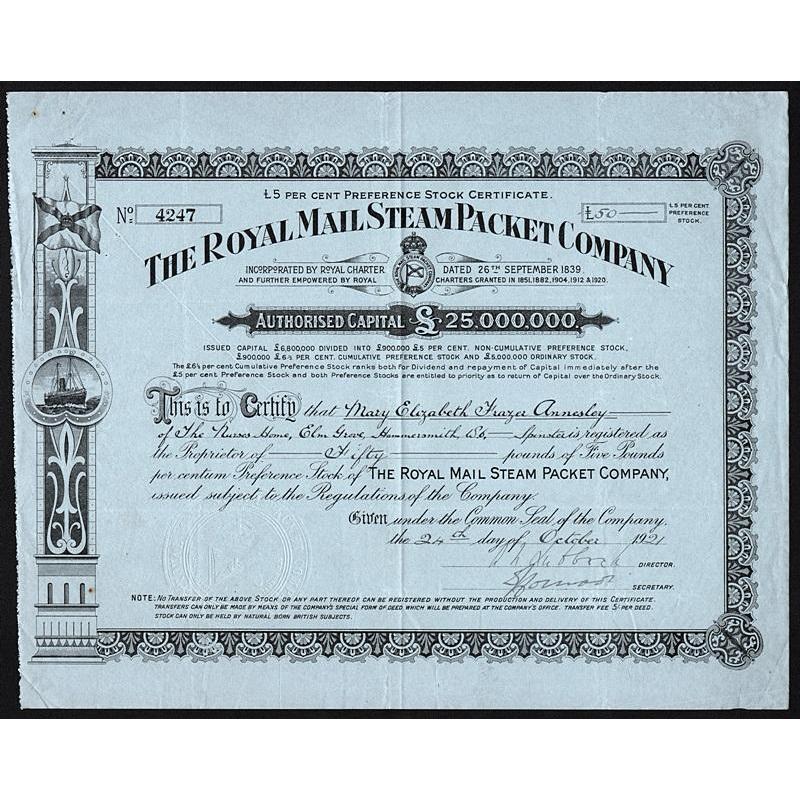 £5 PER CENT PREFERENCE STOCK CERTIFICATE.
No 4247
£50
£5 PER CENT. PREFERENCE STOCK.
THE ROYAL MAIL STEAM PACKET COMPANY
INCORPORATED BY ROYAL CHARTER DATED 26TH SEPTEMBER 1839.
AND FURTHER EMPOWERED BY ROYAL CHARTERS GRANTED IN 1851, 1882, 1904, 1912 & 1920.
AUTHORISED CAPITAL £25,000,000.
ISSUED CAPITAL £6,800,000 DIVIDED INTO £900,000 £5 PER CENT. NON-CUMULATIVE PREFERENCE STOCK,
£900,000 £6½ PER CENT. CUMULATIVE PREFERENCE STOCK AND £5,000,000 ORDINARY STOCK.
The £6½ per cent Cumulative Preference Stock ranks both for Dividend and repayment of Capital immediately after the
£5 per cent Preference Stock and both Preference Stocks are entitled to priority as to return of Capital over the Ordinary Stock.
This is to Certify that Mary Elizabeth Frazer Annesley
of The Nurses Home, Elm Grove, Hammersmith, W6, Spinster is registered as
the Proprietor of Fifty pounds of Five Pounds
per centum Preference Stock of THE ROYAL MAIL STEAM PACKET COMPANY,
issued subject to the Regulations of the Company.
Given under the Common Seal of the Company.
the 24th day of October 1921
DIRECTOR.
SECRETARY.
NOTE: NO TRANSFER OF THE ABOVE STOCK OR ANY PART THEREOF CAN BE REGISTERED WITHOUT THE PRODUCTION AND DELIVERY OF THIS CERTIFICATE.
TRANSFERS CAN ONLY BE MADE BY MEANS OF THE COMPANY'S SPECIAL FORM OF DEED, WHICH WILL BE PREPARED AT THE COMPANY'S OFFICE. TRANSFER FEE 5/- PER DEED.
STOCK CAN ONLY BE HELD BY NATURAL BORN BRITISH SUBJECTS.